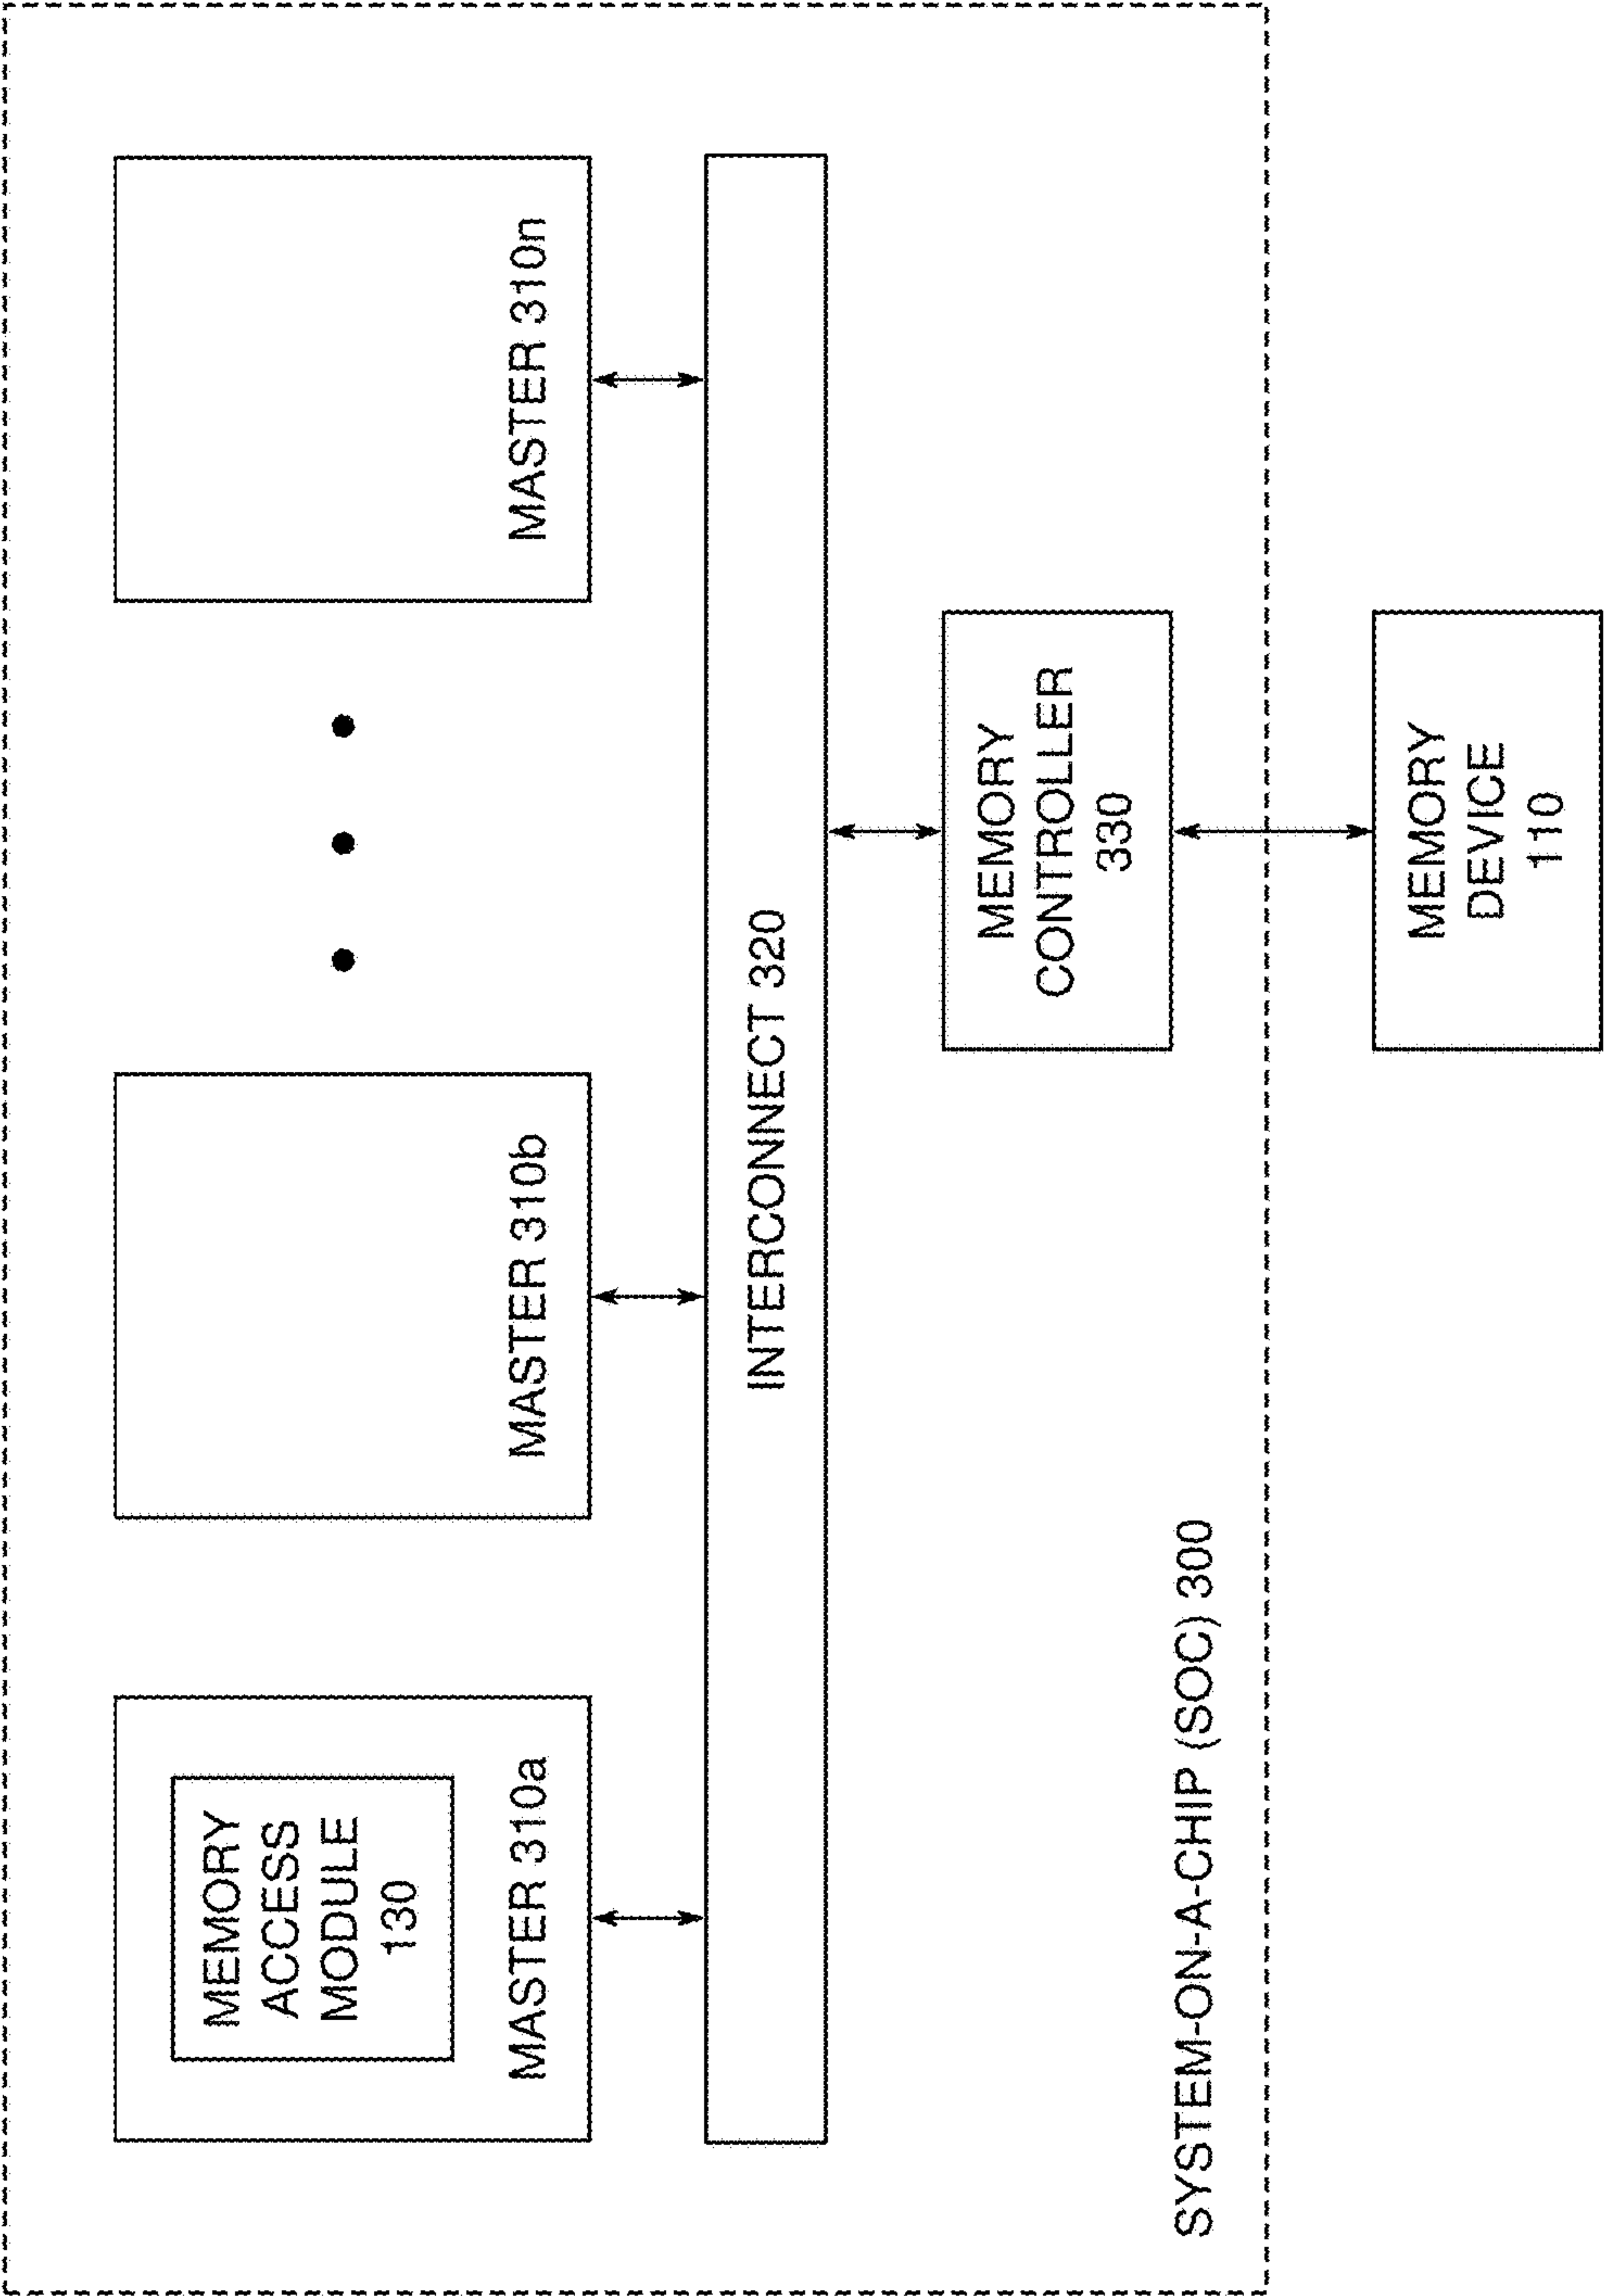 MEMORY
ACCESS
MODULE
130
MASTER 310a
MASTER 310b
MASTER 310n
INTERCONNECT 320
MEMORY
CONTROLLER
330
SYSTEM-ON-A-CHIP (SOC) 300
MEMORY
DEVICE
110